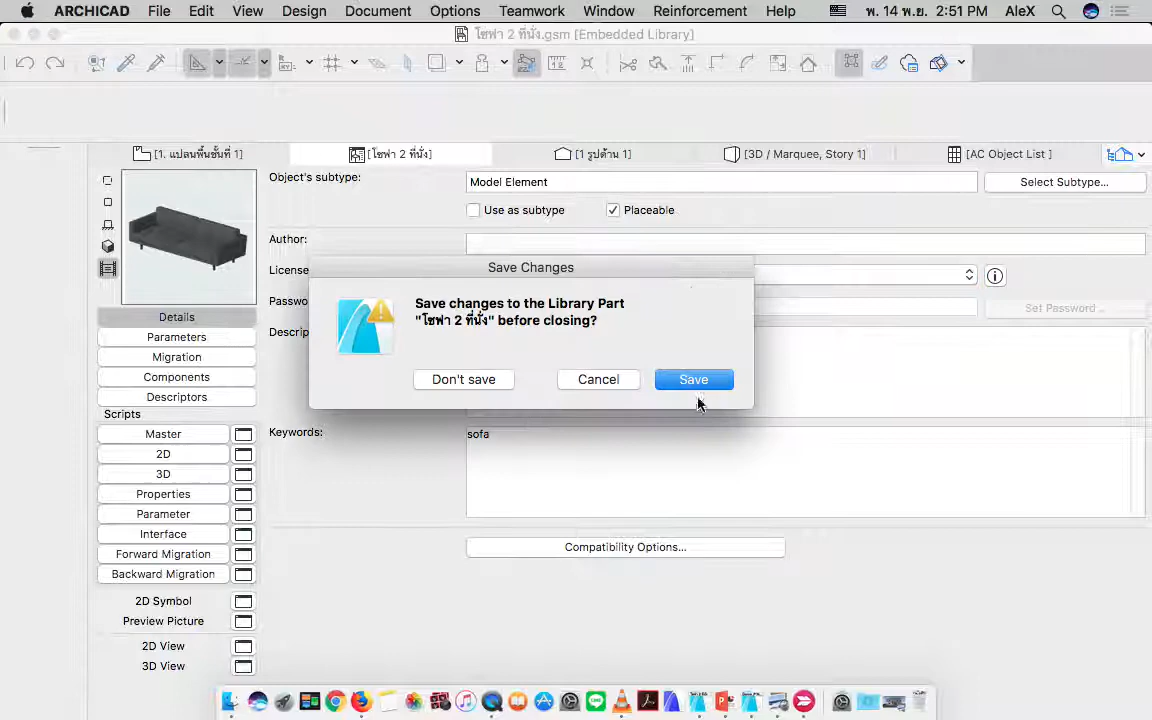 ARCHICAD File Edit View Design Document Options Teamwork Window Reinforcement Help พ. 14 พ.ย. 2:51 PM AleX
โซฟา 2 ที่นั่ง.gsm [Embedded Library]
[1. แปลนพื้นชั้นที่ 1] [โซฟา 2 ที่นั่ง] [1 รูปด้าน 1] [3D / Marquee, Story 1] [AC Object List ]
Object's subtype: Model Element Select Subtype...
Use as subtype Placeable
Author:
License
Passwo Set Password...
Descrip
Save Changes
Save changes to the Library Part
"โซฟา 2 ที่นั่ง" before closing?
Don't save Cancel Save
Keywords: sofa
Compatibility Options...
Details
Parameters
Migration
Components
Descriptors
Scripts
Master
2D
3D
Properties
Parameter
Interface
Forward Migration
Backward Migration
2D Symbol
Preview Picture
2D View
3D View